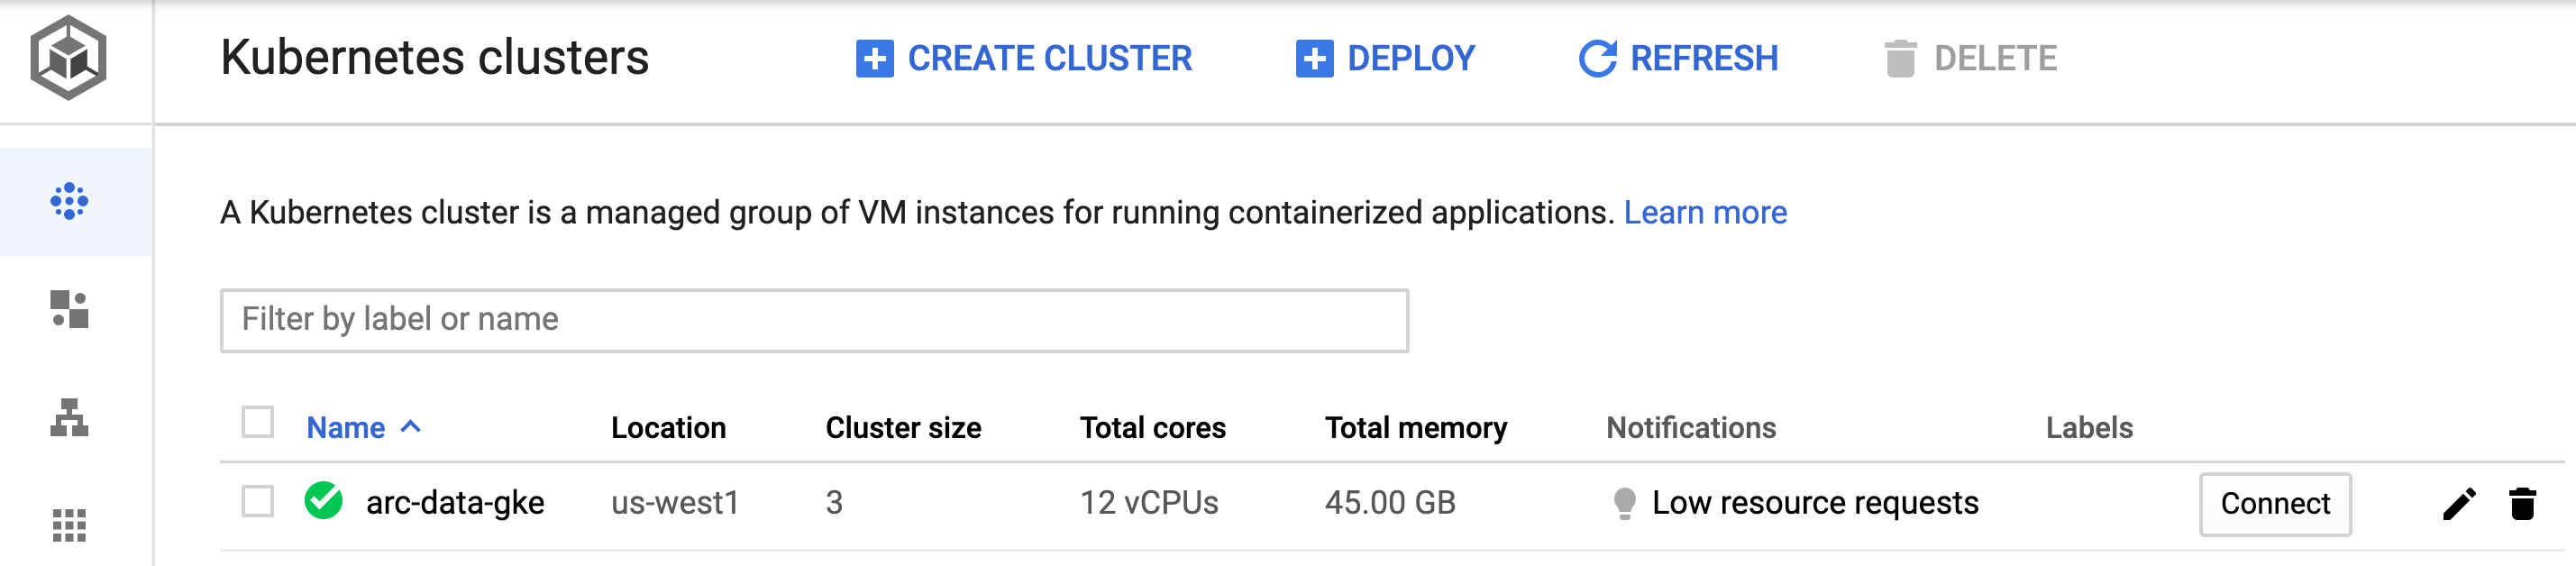 Kubernetes clusters CREATE CLUSTER DEPLOY REFRESH DELETE
A Kubernetes cluster is a managed group of VM instances for running containerized applications. Learn more
Filter by label or name
Name Location Cluster size Total cores Total memory Notifications Labels
arc-data-gke us-west1 3 12 vCPUs 45.00 GB Low resource requests Connect